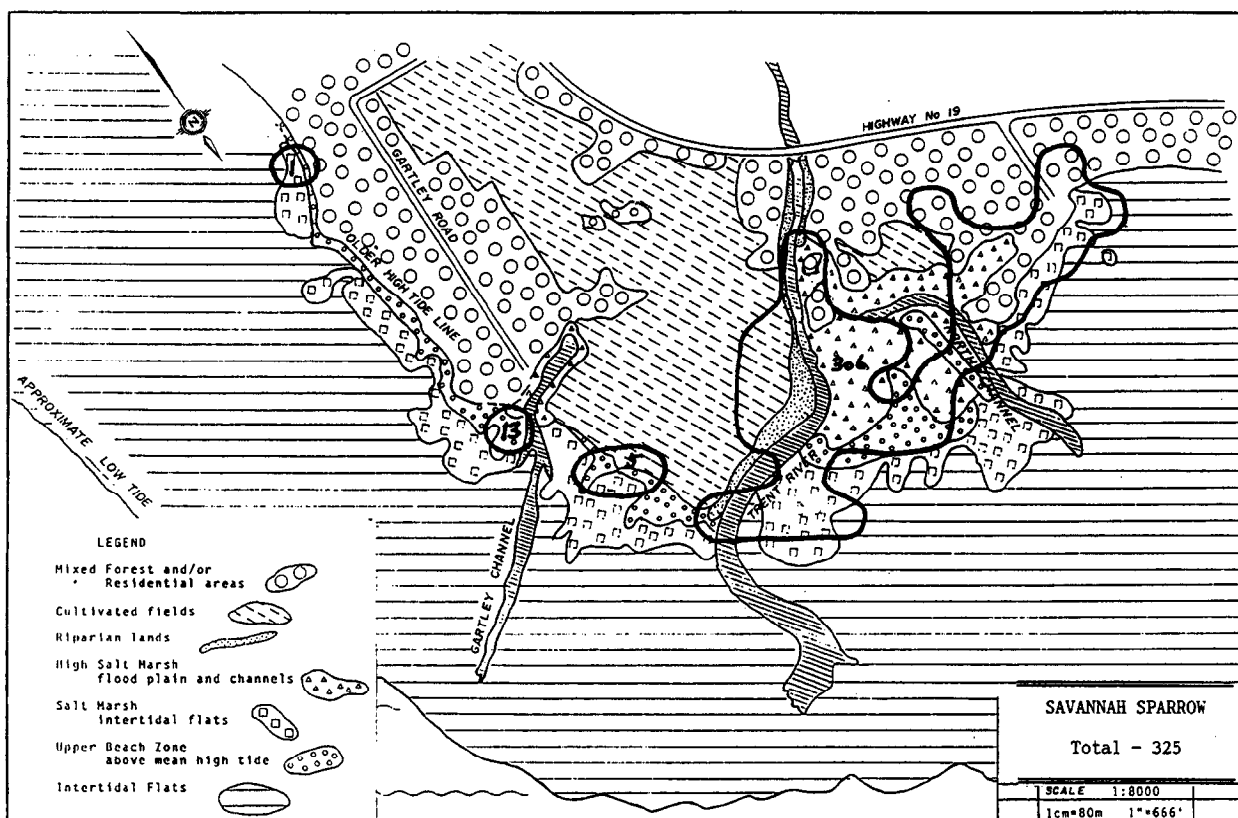 HIGHWAY No 19
N
1
GARTLEY ROAD
OLDER HIGH TIDE LINE
306
13
5
TRENT RIVER
CHANNEL
GARTLEY CHANNEL
APPROXIMATE LOW TIDE
LEGEND
Mixed Forest and/or
Residential areas
Cultivated fields
Riparian lands
High Salt Marsh
flood plain and channels
Salt Marsh
intertidal flats
Upper Beach Zone
above mean high tide
Intertidal Flats
SAVANNAH SPARROW
Total - 325
SCALE 1:8000
1cm=80m 1"=666'